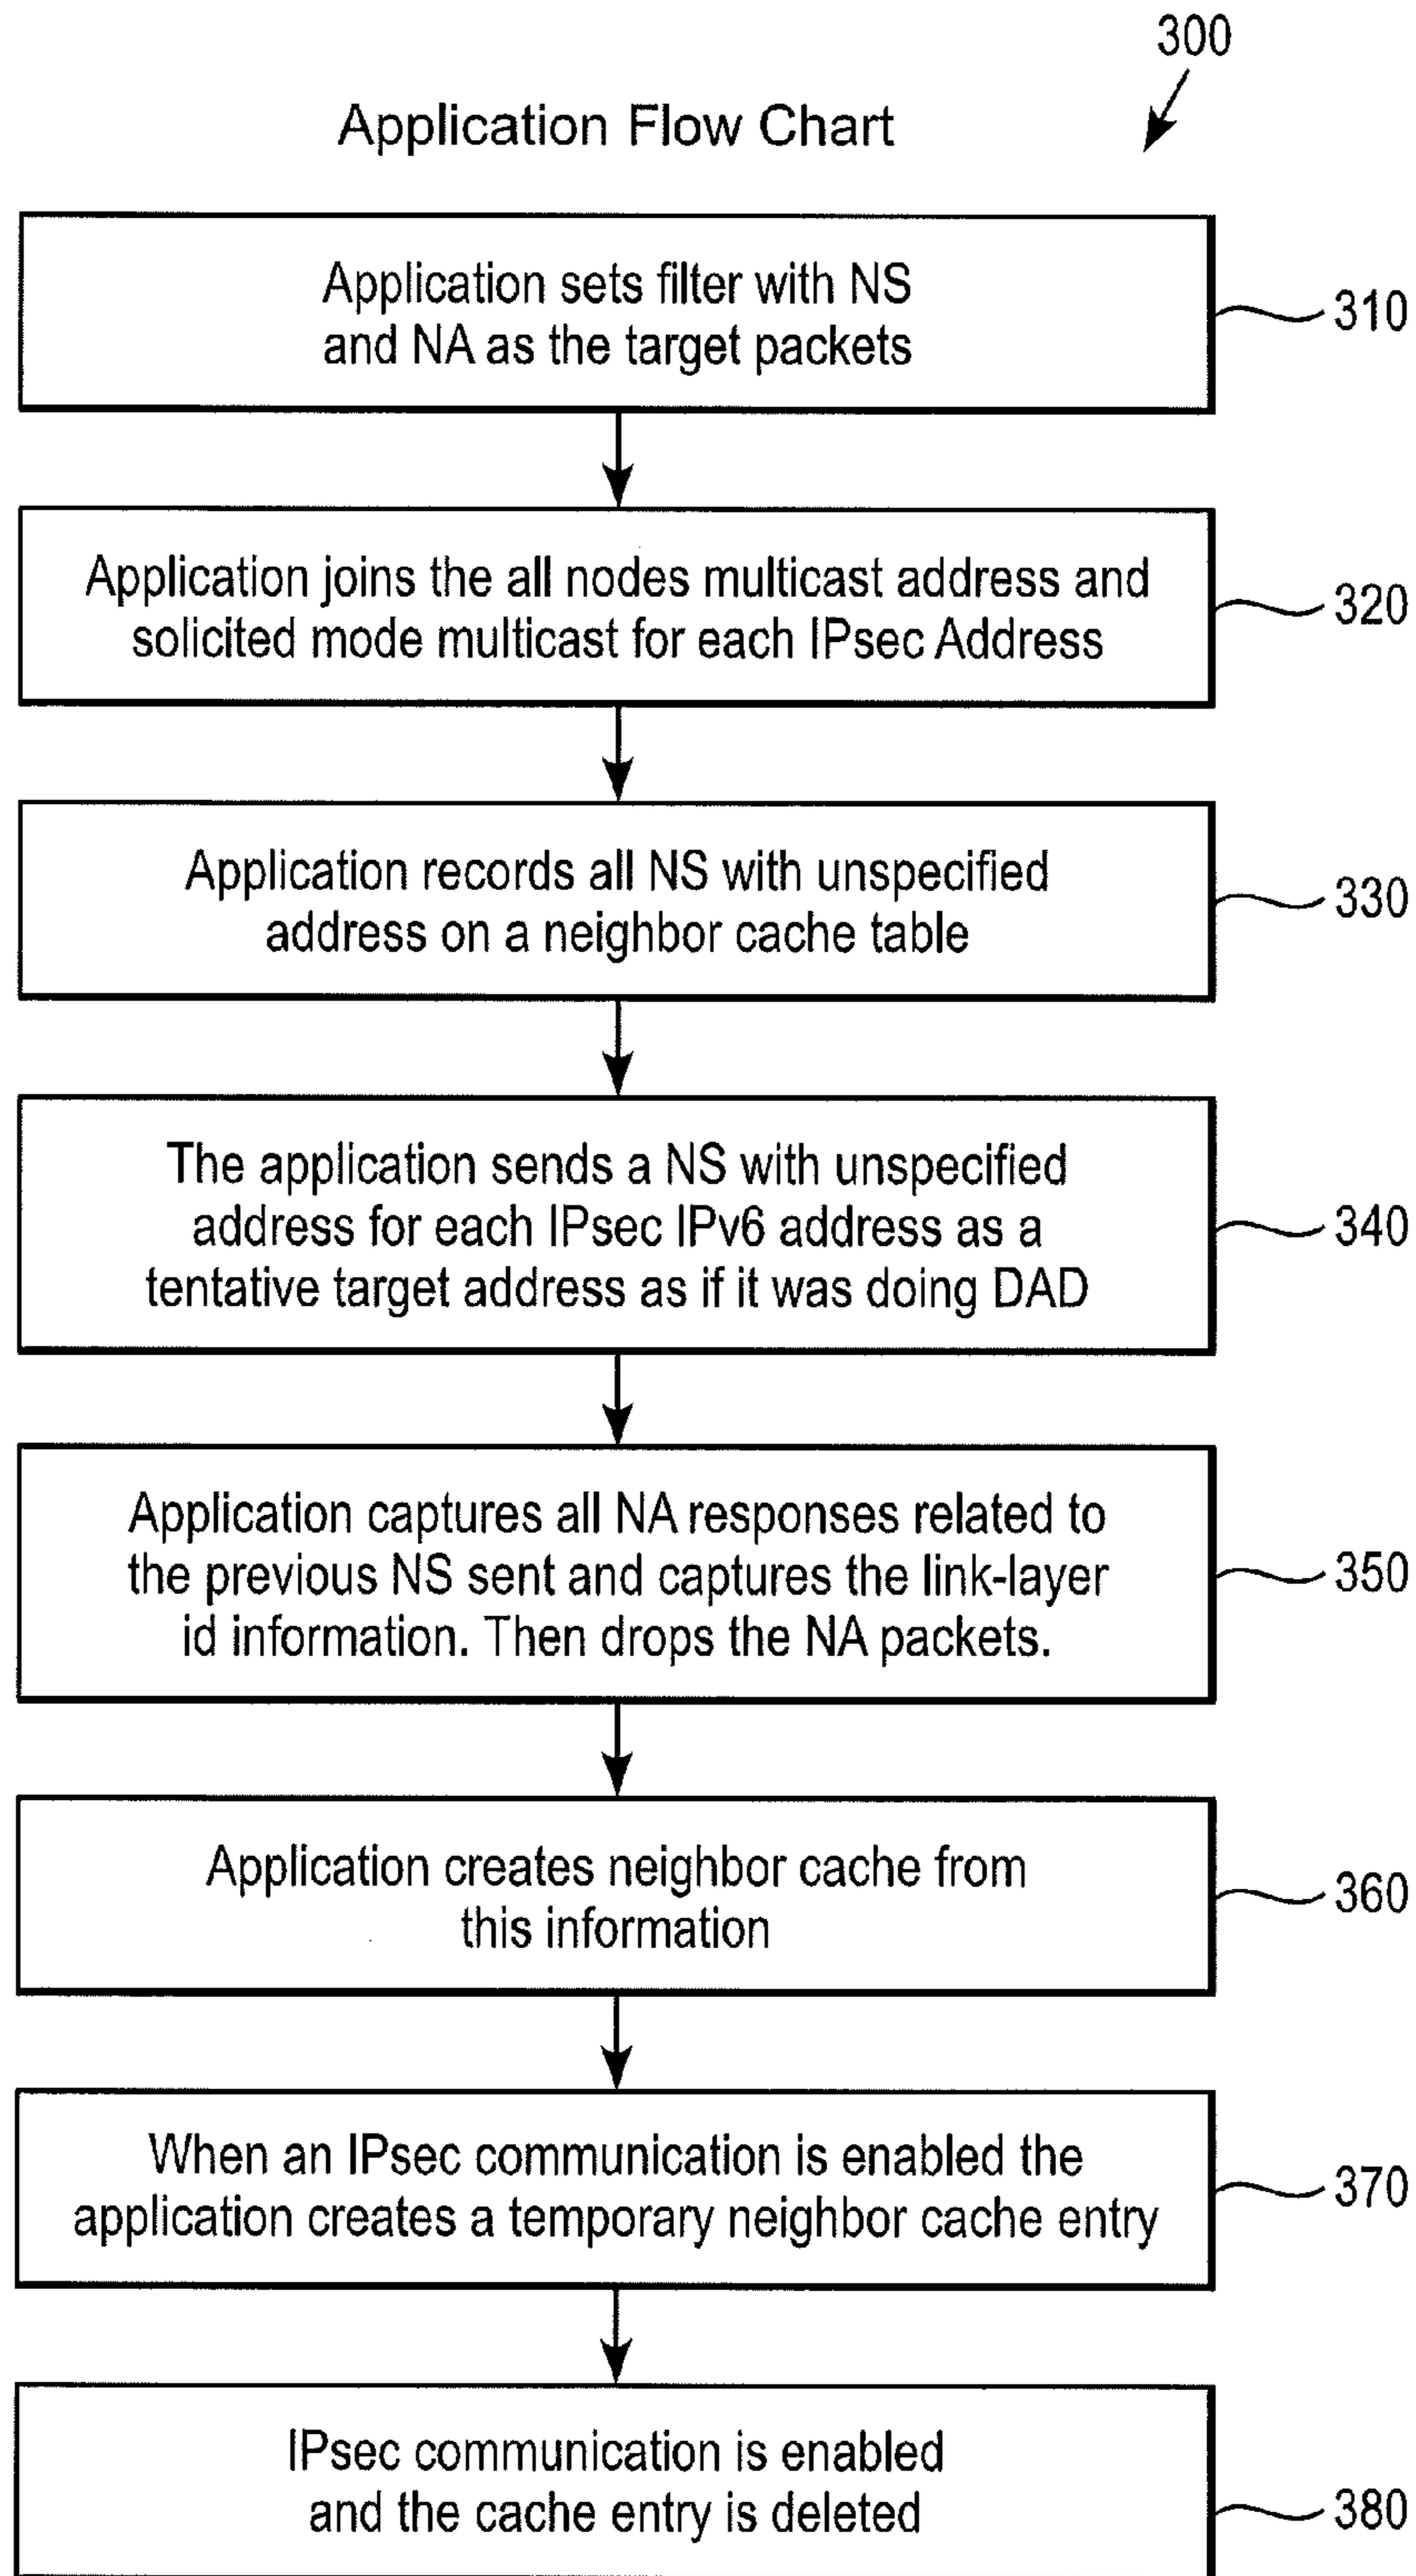 300
Application Flow Chart
Application sets filter with NS
and NA as the target packets
310
Application joins the all nodes multicast address and
solicited mode multicast for each IPsec Address
320
Application records all NS with unspecified
address on a neighbor cache table
330
The application sends a NS with unspecified
address for each IPsec IPv6 address as a
tentative target address as if it was doing DAD
340
Application captures all NA responses related to
the previous NS sent and captures the link-layer
id information. Then drops the NA packets.
350
Application creates neighbor cache from
this information
360
When an IPsec communication is enabled the
application creates a temporary neighbor cache entry
370
IPsec communication is enabled
and the cache entry is deleted
380